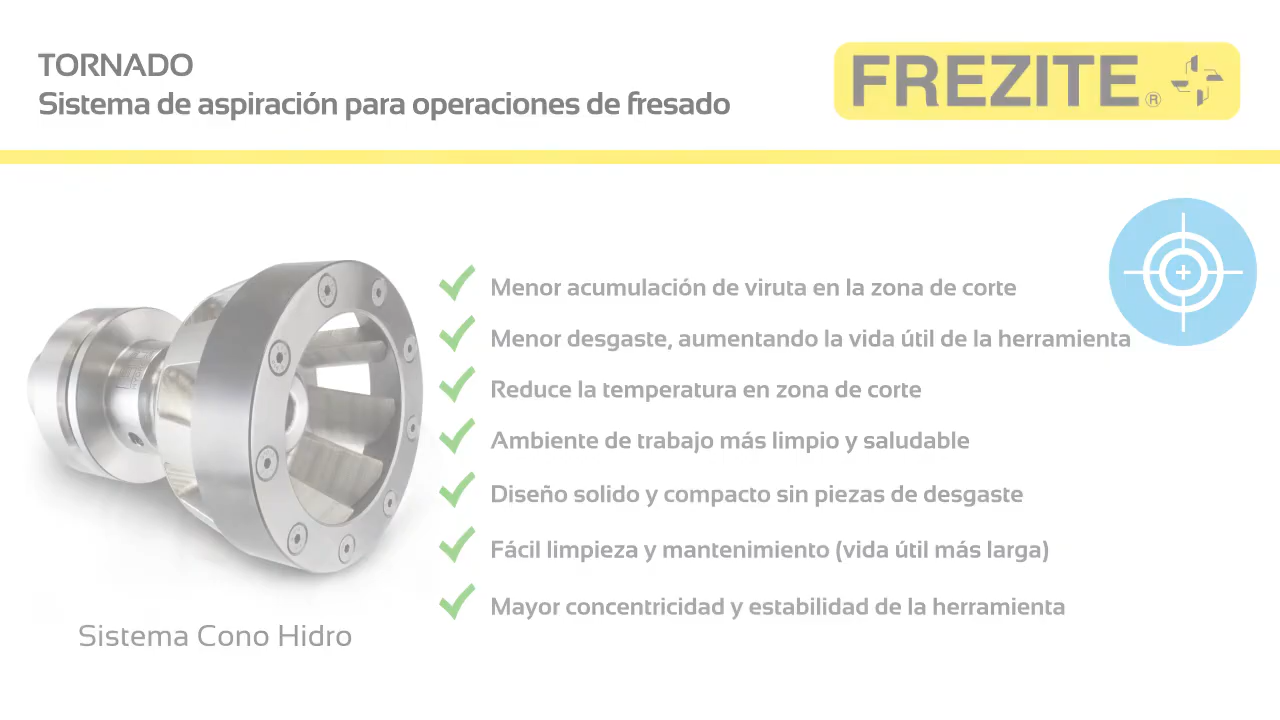 TORNADO
Sistema de aspiración para operaciones de fresado
FREZITE®
Menor acumulación de viruta en la zona de corte
Menor desgaste, aumentando la vida útil de la herramienta
Reduce la temperatura en zona de corte
Ambiente de trabajo más limpio y saludable
Diseño solido y compacto sin piezas de desgaste
Fácil limpieza y mantenimiento (vida útil más larga)
Mayor concentricidad y estabilidad de la herramienta
Sistema Cono Hidro